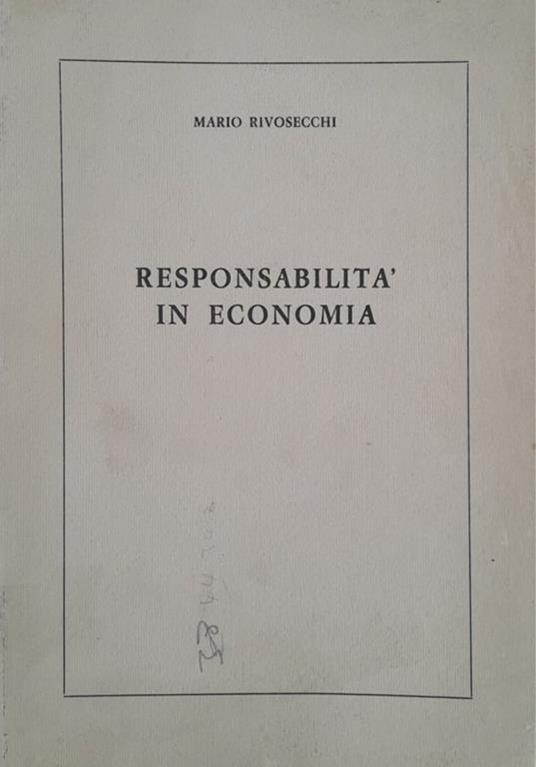 MARIO RIVOSECCHI
RESPONSABILITA'
IN ECONOMIA